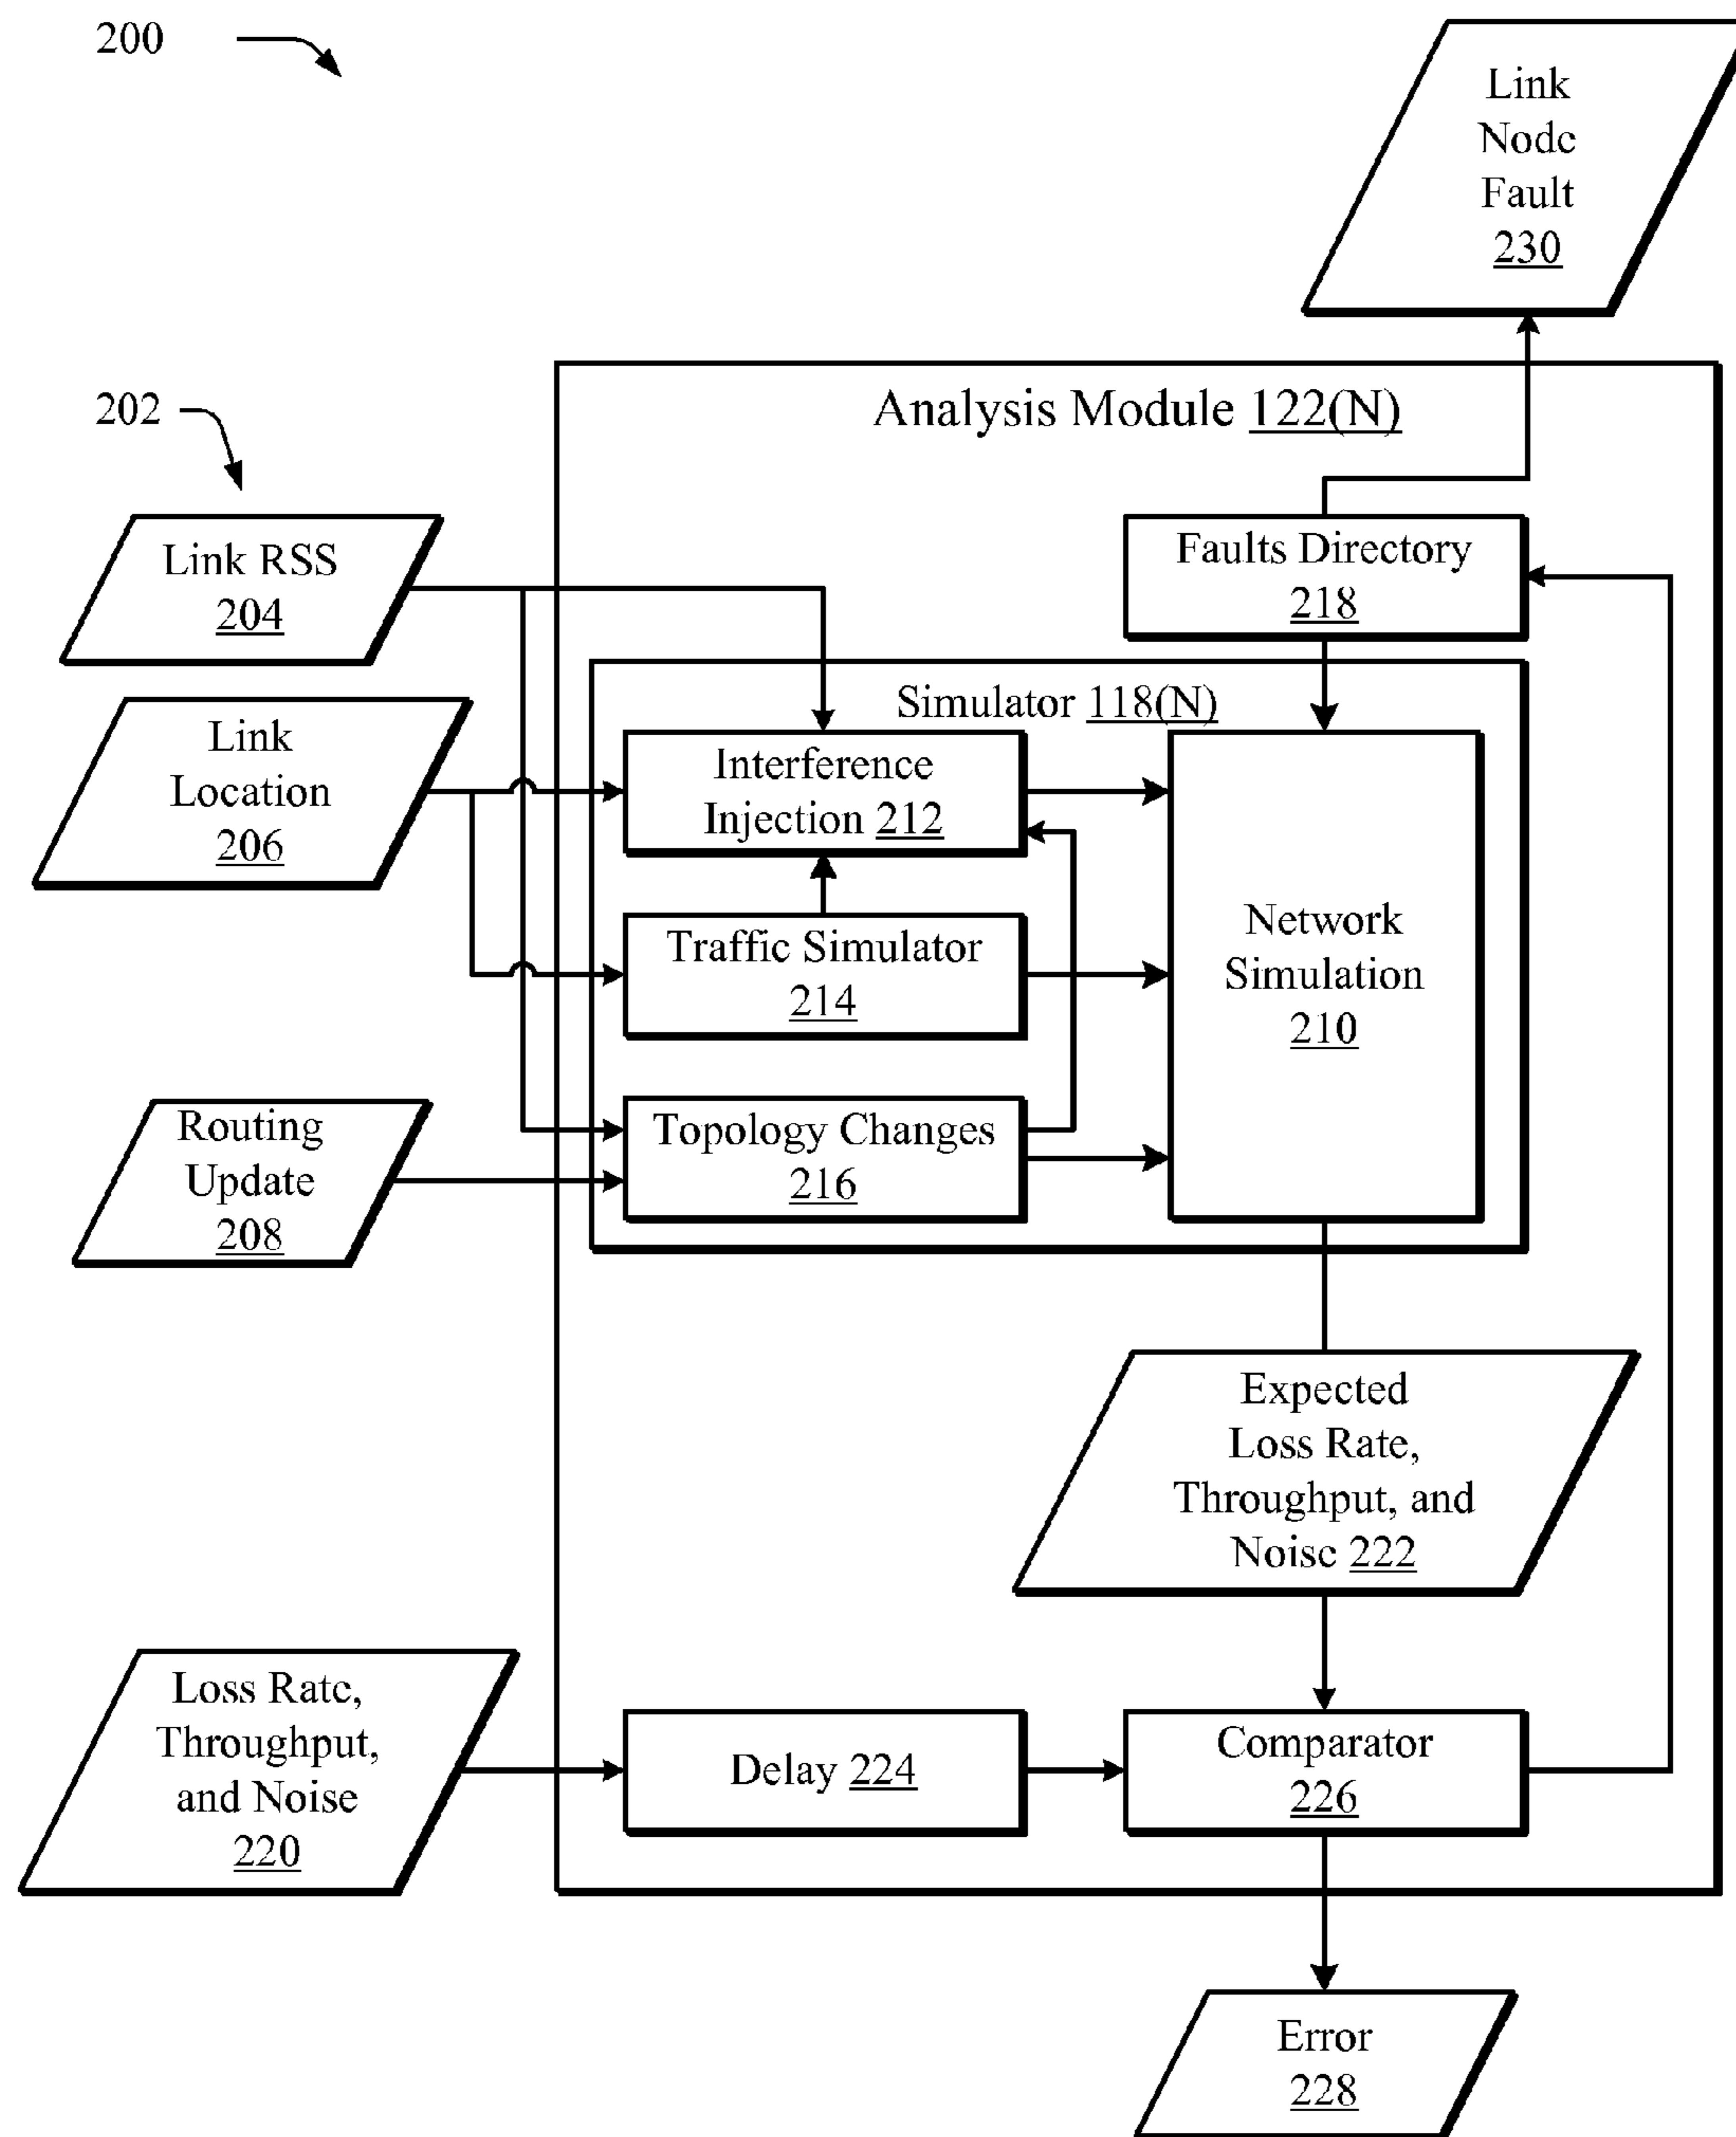 200
Link
Node
Fault
230
202
Analysis Module 122(N)
Link RSS
204
Faults Directory
218
Link
Location
206
Simulator 118(N)
Interference
Injection 212
Traffic Simulator
214
Network
Simulation
210
Routing
Update
208
Topology Changes
216
Expected
Loss Rate,
Throughput, and
Noise 222
Loss Rate,
Throughput,
and Noise
220
Delay 224
Comparator
226
Error
228